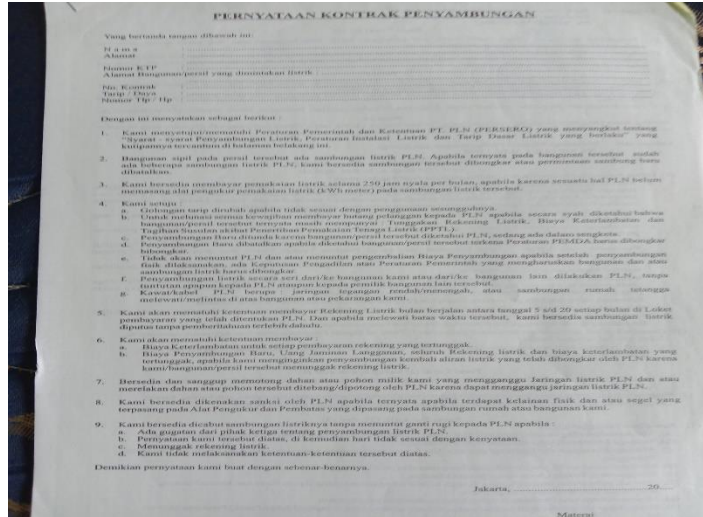 PERNYATAAN KONTRAK PENYAMBUNGAN
Yang bertanda tangan dibawah ini:
N a m a :
Alamat :
Nomor KTP :
Alamat Bangunan/persil yang dimintakan listrik :
No. Kontrak :
Tarip / Daya :
Nomor Tlp / Hp :
Dengan ini menyatakan sebagai berikut :
1. Kami menyetujui/mematuhi Peraturan Pemerintah dan Ketentuan PT. PLN (PERSERO) yang menyangkut tentang
"Syarat - syarat Penyambungan Listrik, Peraturan Instalasi Listrik dan Tarip Dasar Listrik yang berlaku" yang
kutipannya tercantum di halaman belakang ini.
2. Bangunan sipil pada persil tersebut ada sambungan listrik PLN. Apabila ternyata pada bangunan tersebut sudah
ada beberapa sambungan listrik PLN, kami bersedia sambungan tersebut dibongkar atau permintaan sambung baru
dibatalkan.
3. Kami bersedia membayar pemakaian listrik selama 250 jam nyala per bulan, apabila karena sesuatu hal PLN belum
memasang alat pengukur pemakaian listrik (kWh meter) pada sambungan listrik tersebut.
4. Kami setuju :
a. Golongan tarip dirubah apabila tidak sesuai dengan penggunaan sesungguhnya.
b. Untuk melunasi semua kewajiban membayar hutang pelanggan kepada PLN apabila secara syah diketahui bahwa
bangunan/persil tersebut ternyata masih mempunyai : Tunggakan Rekening Listrik, Biaya Keterlambatan dan
Tagihan Susulan akibat Penertiban Pemakaian Tenaga Listrik (PPTL).
c. Penyambungan Baru ditunda karena bangunan/persil tersebut diketahui PLN, sedang ada dalam sengketa.
d. Penyambungan Baru dibatalkan apabila diketahui bangunan/persil tersebut terkena Peraturan PEMDA harus dibongkar
bibongkar.
e. Tidak akan menuntut PLN dan atau menuntut pengembalian Biaya Penyambungan apabila setelah penyambungan
fisik dilaksanakan, ada Keputusan Pengadilan atau Peraturan Pemerintah yang mengharuskan bangunan dan atau
sambungan listrik harus dibongkar.
f. Penyambungan listrik secara seri dari/ke bangunan kami atau dari/ke bangunan lain dilakukan PLN, tanpa
tuntutan apapun kepada PLN ataupun kepada pemilik bangunan lain tersebut.
g. Kawat/kabel PLN berupa : jaringan tegangan rendah/menengah, atau sambungan rumah tetangga
melewati/melintas di atas bangunan atau pekarangan kami.
5. Kami akan mematuhi ketentuan membayar Rekening Listrik bulan berjalan antara tanggal 5 s/d 20 setiap bulan di Loket
pembayaran yang telah ditentukan PLN. Dan apabila melewati batas waktu tersebut, kami bersedia sambungan listrik
diputus tanpa pemberitahuan terlebih dahulu.
6. Kami akan mematuhi ketentuan membayar :
a. Biaya Keterlambatan untuk setiap pembayaran rekening yang tertunggak.
b. Biaya Penyambungan Baru, Uang Jaminan Langganan, seluruh Rekening listrik dan biaya keterlambatan yang
tertunggak, apabila kami menginginkan penyambungan kembali aliran listrik yang telah dibongkar oleh PLN karena
kami/bangunan/persil tersebut menunggak rekening listrik.
7. Bersedia dan sanggup memotong dahan atau pohon milik kami yang mengganggu Jaringan listrik PLN dan atau
merelakan dahan atau pohon tersebut ditebang/dipotong oleh PLN karena dapat mengganggu jaringan listrik PLN.
8. Kami bersedia dikenakan sanksi oleh PLN apabila ternyata apabila terdapat kelainan fisik dan atau segel yang
terpasang pada Alat Pengukur dan Pembatas yang dipasang pada sambungan rumah atau bangunan kami.
9. Kami bersedia dicabut sambungan listriknya tanpa menuntut ganti rugi kepada PLN apabila :
a. Ada gugatan dari pihak ketiga tentang penyambungan listrik PLN.
b. Pernyataan kami tersebut diatas, di kemudian hari tidak sesuai dengan kenyataan.
c. Menunggak rekening listrik.
d. Kami tidak melaksanakan ketentuan-ketentuan tersebut diatas.
Demikian pernyataan kami buat dengan sebenar-benarnya.
Jakarta, ........................ 20.....
Materai